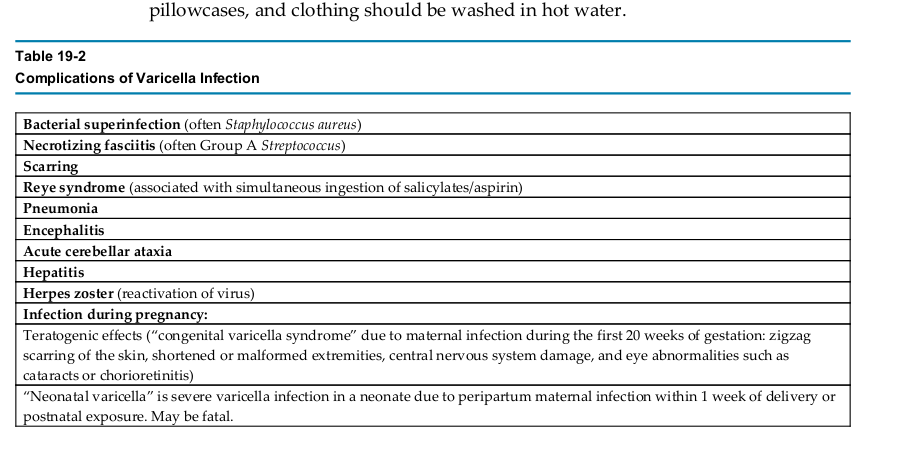 pillowcases, and clothing should be washed in hot water.
Table 19-2
Complications of Varicella Infection
Bacterial superinfection (often Staphylococcus aureus)
Necrotizing fasciitis (often Group A Streptococcus)
Scarring
Reye syndrome (associated with simultaneous ingestion of salicylates/aspirin)
Pneumonia
Encephalitis
Acute cerebellar ataxia
Hepatitis
Herpes zoster (reactivation of virus)
Infection during pregnancy:
Teratogenic effects (“congenital varicella syndrome” due to maternal infection during the first 20 weeks of gestation: zigzag
scarring of the skin, shortened or malformed extremities, central nervous system damage, and eye abnormalities such as
cataracts or chorioretinitis)
“Neonatal varicella” is severe varicella infection in a neonate due to peripartum maternal infection within 1 week of delivery or
postnatal exposure. May be fatal.